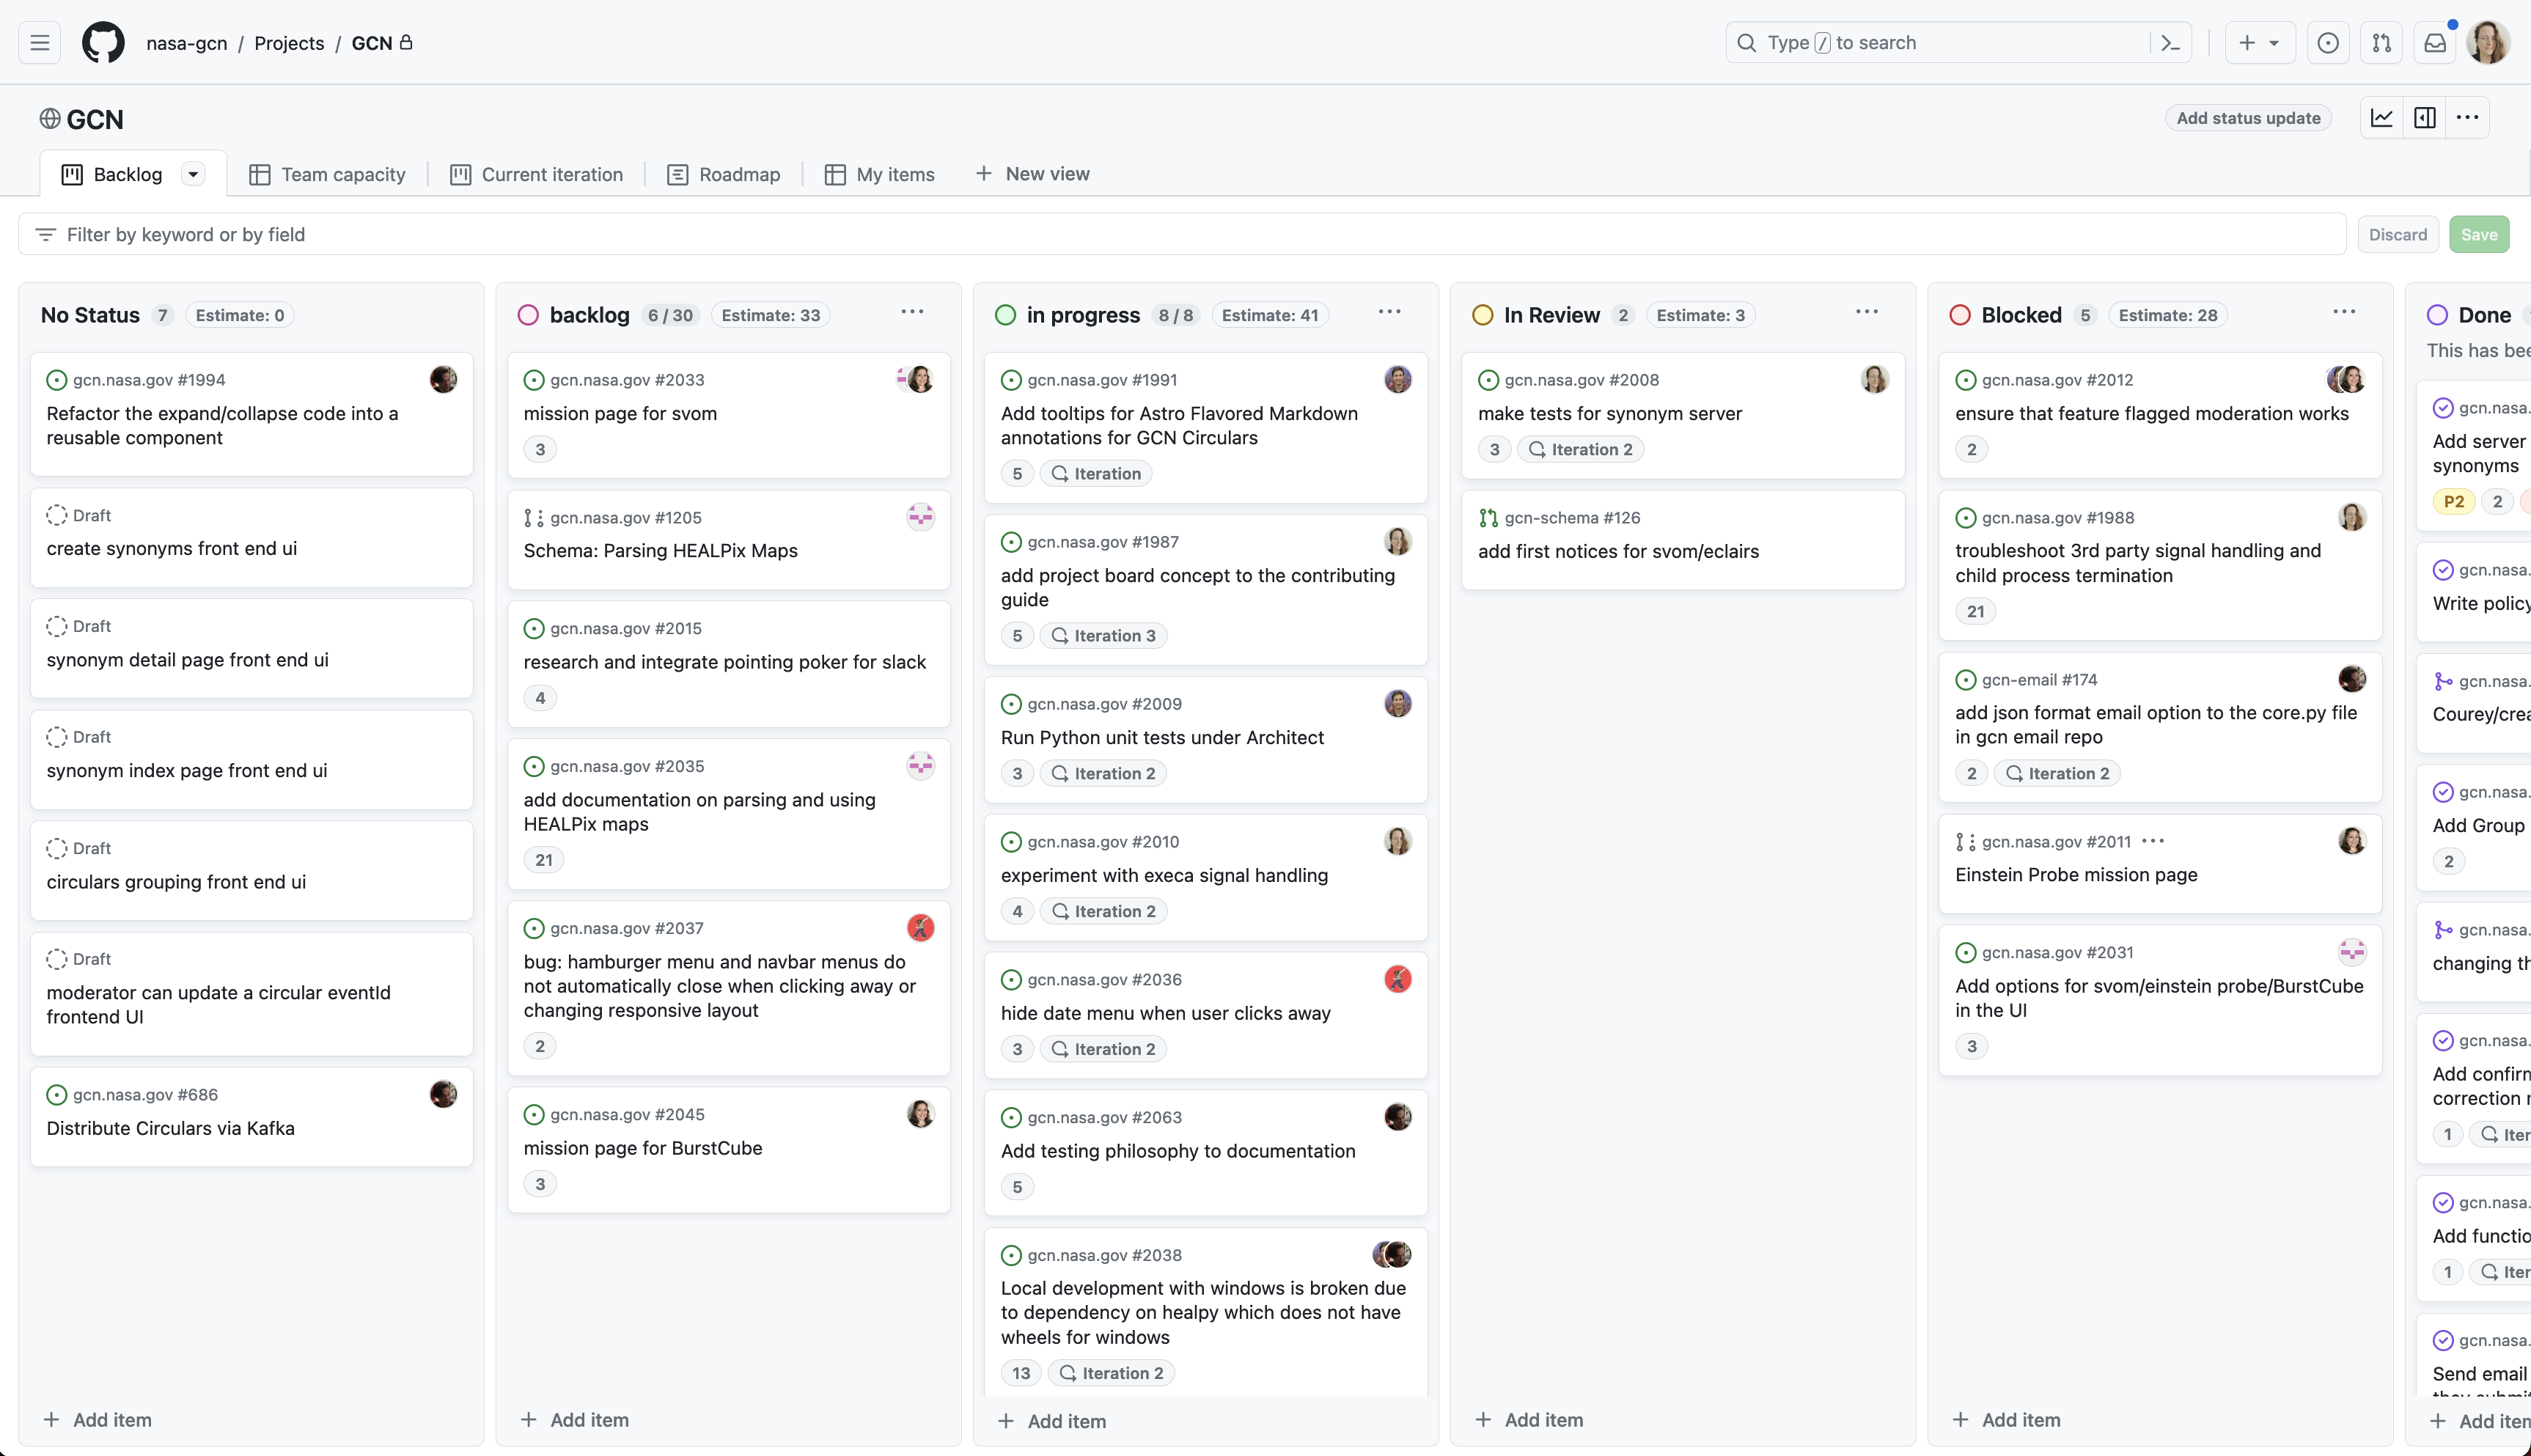 nasa-gcn / Projects / GCN
Type / to search
GCN
Add status update
Backlog
Team capacity
Current iteration
Roadmap
My items
New view
Filter by keyword or by field
Discard
Save
No Status 7 Estimate: 0
gcn.nasa.gov #1994
Refactor the expand/collapse code into a
reusable component
Draft
create synonyms front end ui
Draft
synonym detail page front end ui
Draft
synonym index page front end ui
Draft
circulars grouping front end ui
Draft
moderator can update a circular eventId
frontend UI
gcn.nasa.gov #686
Distribute Circulars via Kafka
Add item
backlog 6 / 30 Estimate: 33
gcn.nasa.gov #2033
mission page for svom
3
gcn.nasa.gov #1205
Schema: Parsing HEALPix Maps
gcn.nasa.gov #2015
research and integrate pointing poker for slack
4
gcn.nasa.gov #2035
add documentation on parsing and using
HEALPix maps
21
gcn.nasa.gov #2037
bug: hamburger menu and navbar menus do
not automatically close when clicking away or
changing responsive layout
2
gcn.nasa.gov #2045
mission page for BurstCube
3
Add item
in progress 8 / 8 Estimate: 41
gcn.nasa.gov #1991
Add tooltips for Astro Flavored Markdown
annotations for GCN Circulars
5 Iteration
gcn.nasa.gov #1987
add project board concept to the contributing
guide
5 Iteration 3
gcn.nasa.gov #2009
Run Python unit tests under Architect
3 Iteration 2
gcn.nasa.gov #2010
experiment with execa signal handling
4 Iteration 2
gcn.nasa.gov #2036
hide date menu when user clicks away
3 Iteration 2
gcn.nasa.gov #2063
Add testing philosophy to documentation
5
gcn.nasa.gov #2038
Local development with windows is broken due
to dependency on healpy which does not have
wheels for windows
13 Iteration 2
Add item
In Review 2 Estimate: 3
gcn.nasa.gov #2008
make tests for synonym server
3 Iteration 2
gcn-schema #126
add first notices for svom/eclairs
Add item
Blocked 5 Estimate: 28
gcn.nasa.gov #2012
ensure that feature flagged moderation works
2
gcn.nasa.gov #1988
troubleshoot 3rd party signal handling and
child process termination
21
gcn-email #174
add json format email option to the core.py file
in gcn email repo
2 Iteration 2
gcn.nasa.gov #2011
Einstein Probe mission page
gcn.nasa.gov #2031
Add options for svom/einstein probe/BurstCube
in the UI
3
Add item
Done
This has
gcn.nasa.
Add server
synonyms
P2 2
gcn.nasa.
Write policy
gcn.nasa.
Courey/crea
gcn.nasa.
Add Group
2
gcn.nasa.
changing
gcn.nasa.
Add
correction
1
gcn.nasa.
Add
1
gcn.nasa.
Send email
Add